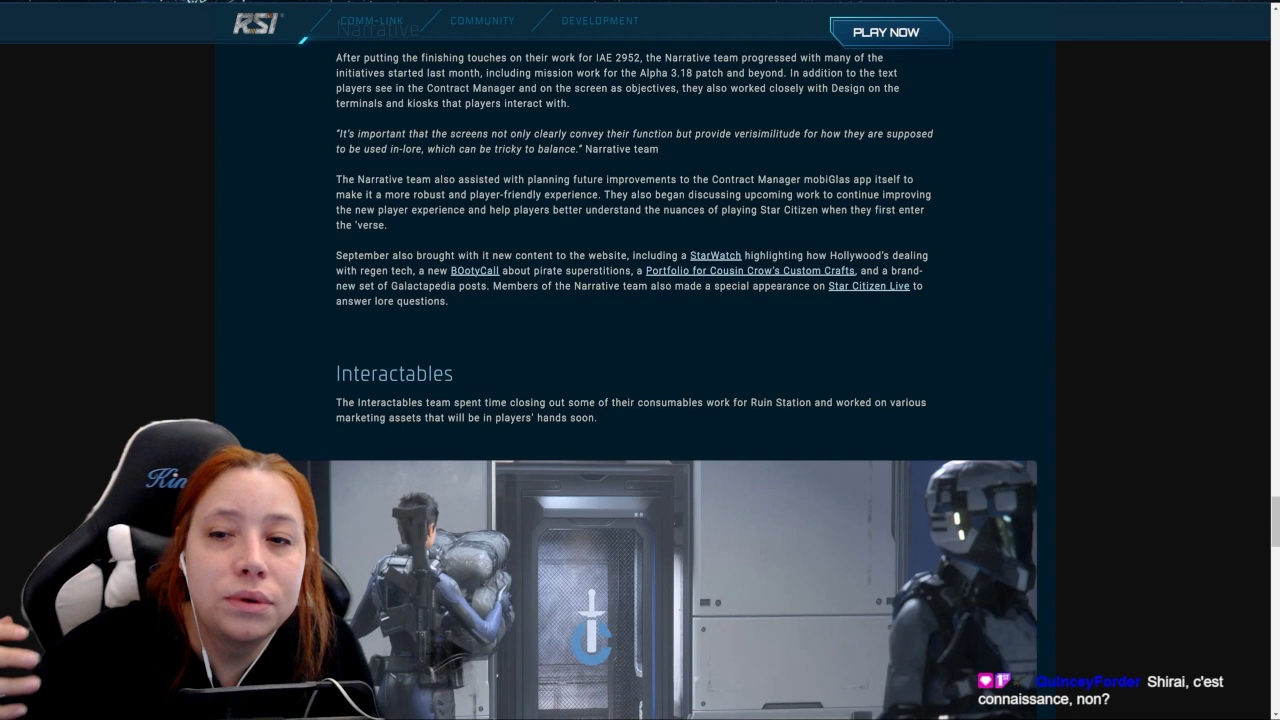 RSI
COMM-LINK
COMMUNITY
DEVELOPMENT
PLAY NOW
Narrative
After putting the finishing touches on their work for IAE 2952, the Narrative team progressed with many of the
initiatives started last month, including mission work for the Alpha 3.18 patch and beyond. In addition to the text
players see in the Contract Manager and on the screen as objectives, they also worked closely with Design on the
terminals and kiosks that players interact with.
“It’s important that the screens not only clearly convey their function but provide verisimilitude for how they are supposed
to be used in-lore, which can be tricky to balance.” Narrative team
The Narrative team also assisted with planning future improvements to the Contract Manager mobiGlas app itself to
make it a more robust and player-friendly experience. They also began discussing upcoming work to continue improving
the new player experience and help players better understand the nuances of playing Star Citizen when they first enter
the ‘verse.
September also brought with it new content to the website, including a StarWatch highlighting how Hollywood’s dealing
with regen tech, a new BOotyCall about pirate superstitions, a Portfolio for Cousin Crow’s Custom Crafts, and a brand-
new set of Galactapedia posts. Members of the Narrative team also made a special appearance on Star Citizen Live to
answer lore questions.
Interactables
The Interactables team spent time closing out some of their consumables work for Ruin Station and worked on various
marketing assets that will be in players’ hands soon.
Kin
QuinceyForder Shirai, c'est
connaissance, non?